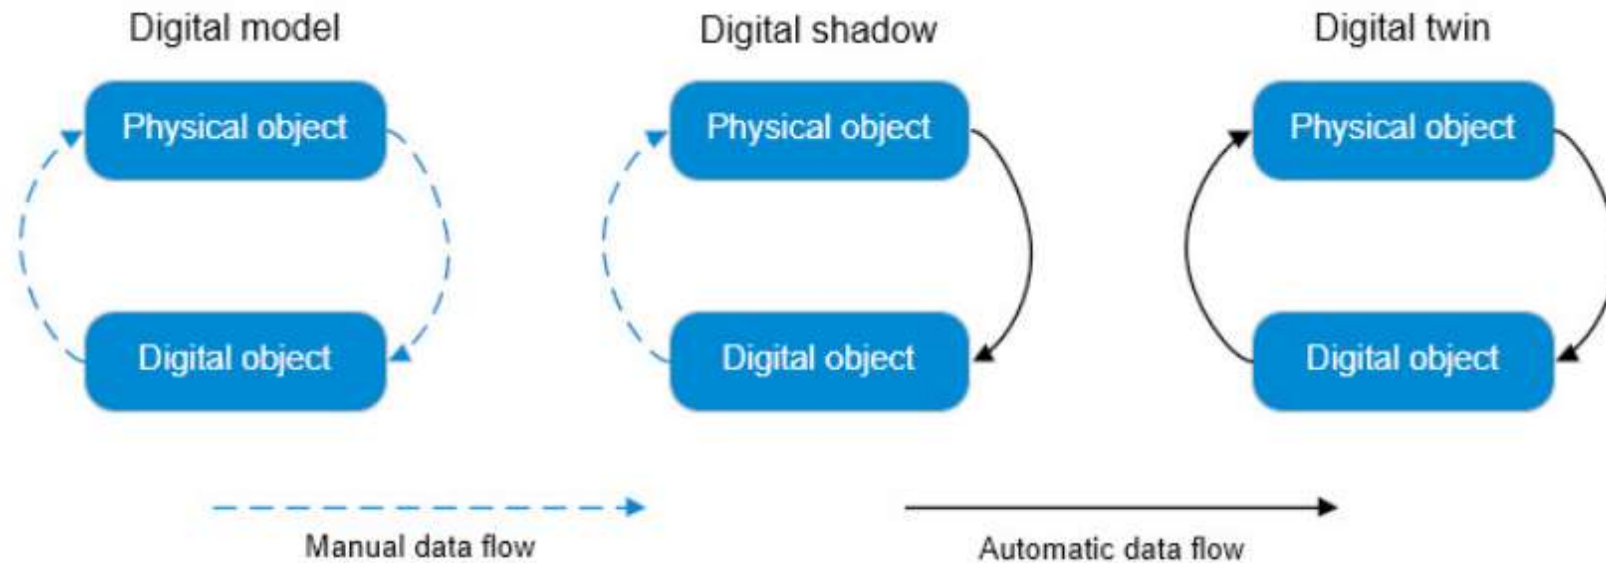 Digital model
Digital shadow
Digital twin
Physical object
Physical object
Physical object
Digital object
Digital object
Digital object
Manual data flow
Automatic data flow